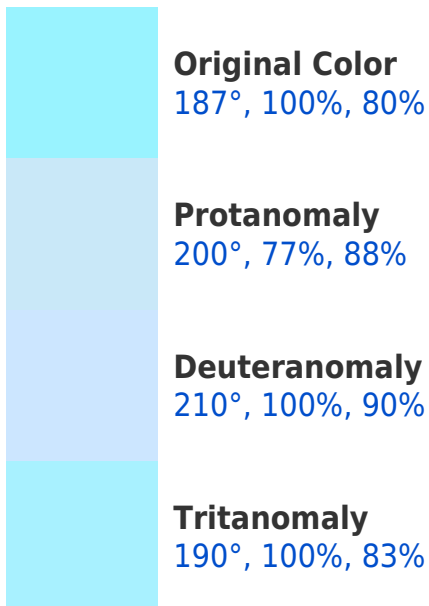 Original Color
187°, 100%, 80%
Protanomaly
200°, 77%, 88%
Deuteranomaly
210°, 100%, 90%
Tritanomaly
190°, 100%, 83%